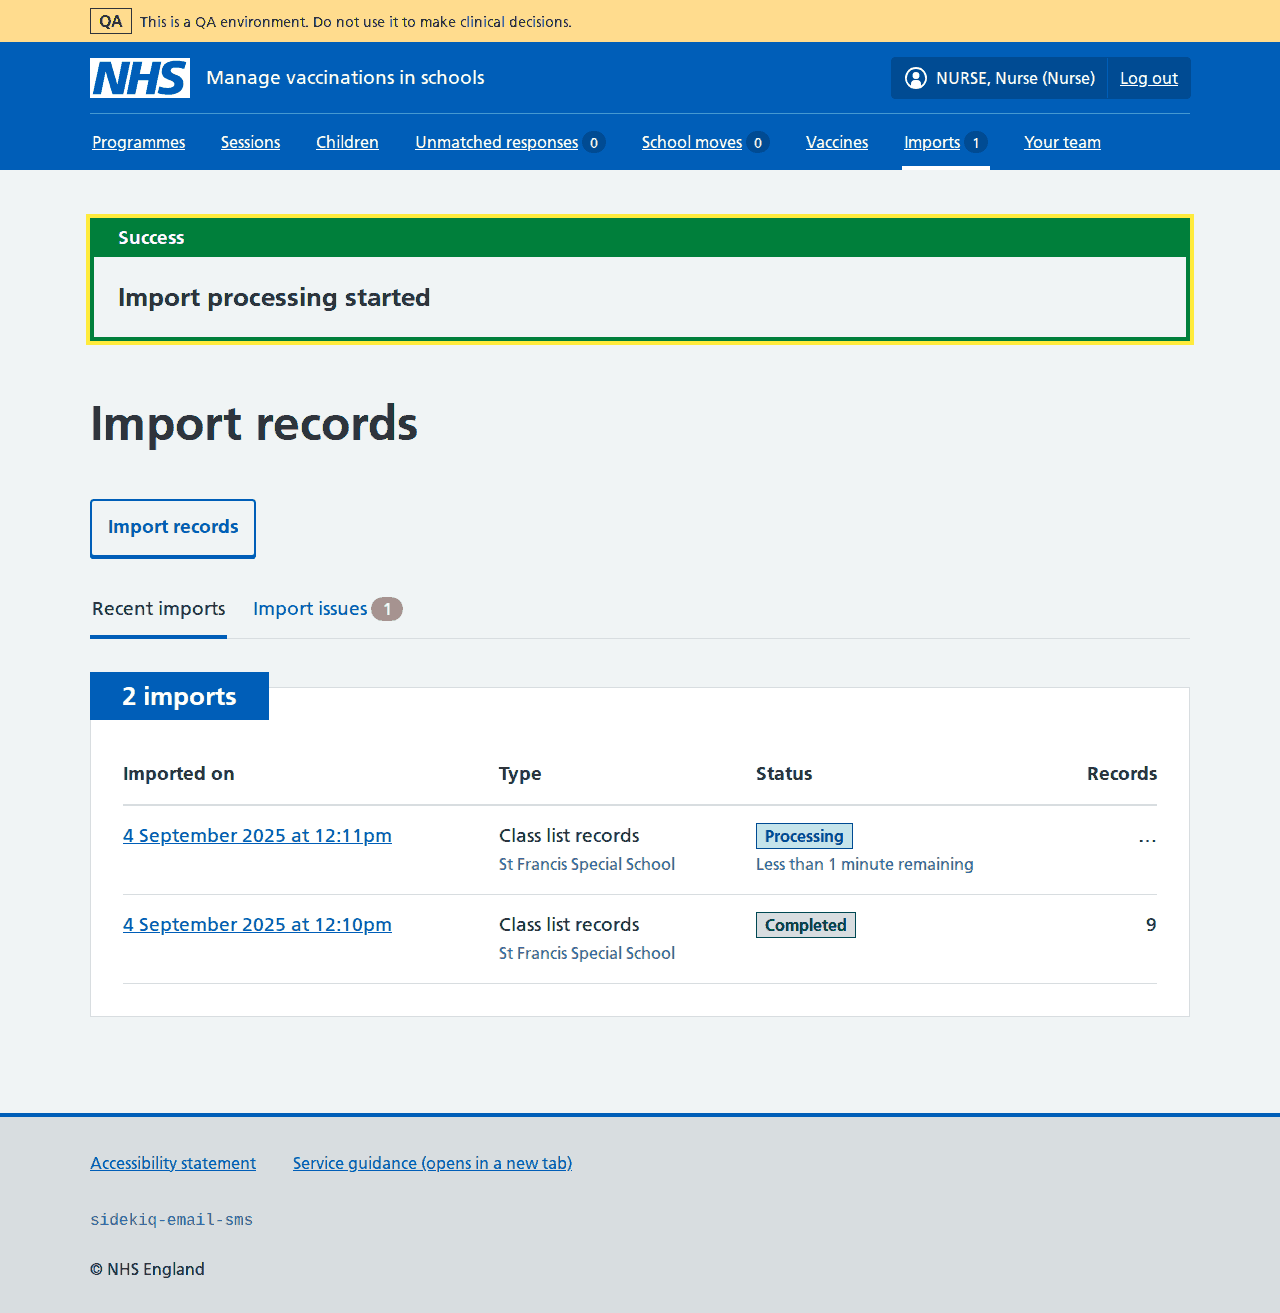 QA This is a QA environment. Do not use it to make clinical decisions.
NHS Manage vaccinations in schools NURSE, Nurse (Nurse) Log out
Programmes Sessions Children Unmatched responses 0 School moves 0 Vaccines Imports 1 Your team
Success
Import processing started
Import records
Import records
Recent imports Import issues 1
2 imports
Imported on Type Status Records
4 September 2025 at 12:11pm Class list records Processing ...
St Francis Special School Less than 1 minute remaining
4 September 2025 at 12:10pm Class list records Completed 9
St Francis Special School
Accessibility statement Service guidance (opens in a new tab)
sidekiq-email-sms
© NHS England